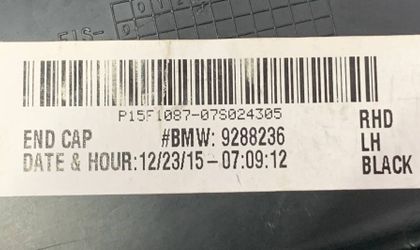 P15F1087-07S024305
END CAP #BMW: 9288236 RHD
LH
DATE & HOUR: 12/23/15 - 07:09:12 BLACK